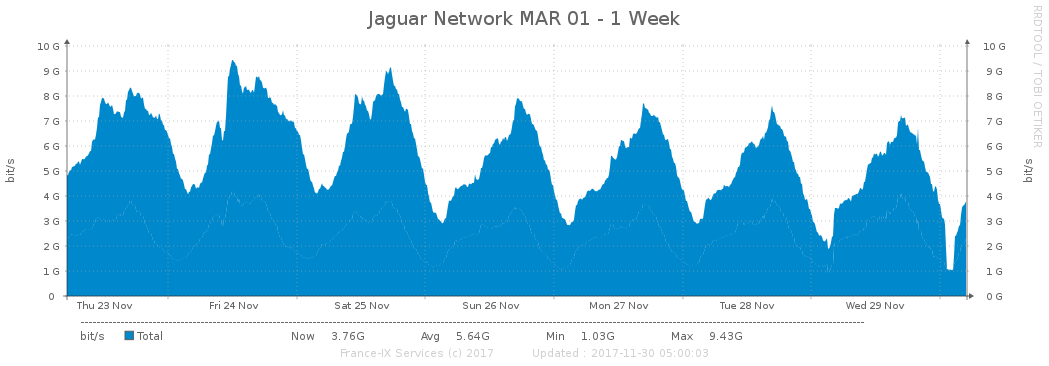 Jaguar Network MAR 01 - 1 Week
RRDTOOL / TOBI OETIKER
bit/s
10 G 10 G
9 G 9 G
8 G 8 G
7 G 7 G
6 G 6 G
5 G 5 G
4 G 4 G
3 G 3 G
2 G 2 G
1 G 1 G
0 0 G
bit/s
Thu 23 Nov Fri 24 Nov Sat 25 Nov Sun 26 Nov Mon 27 Nov Tue 28 Nov Wed 29 Nov
bit/s Total Now 3.76G Avg 5.64G Min 1.03G Max 9.43G
France-IX Services (c) 2017 Updated : 2017-11-30 05:00:03